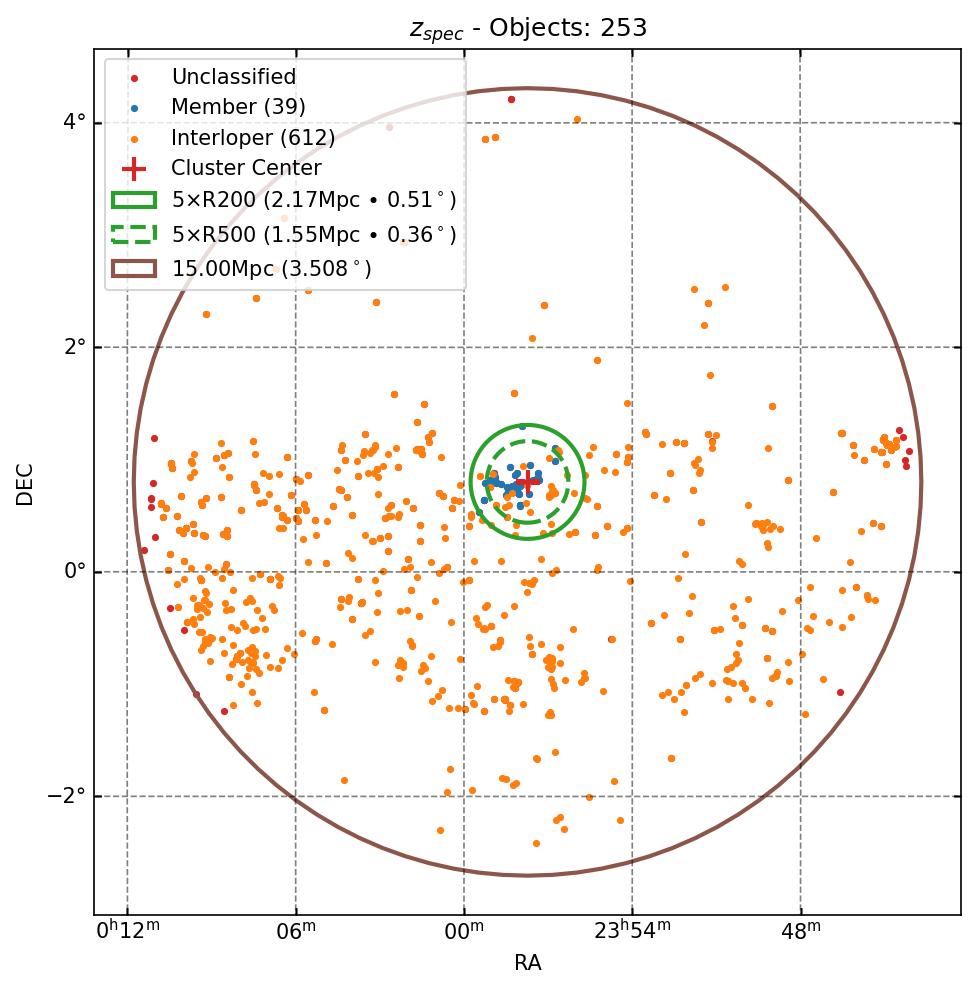 z_spec - Objects: 253
Unclassified
Member (39)
Interloper (612)
Cluster Center
5×R200 (2.17Mpc • 0.51°)
5×R500 (1.55Mpc • 0.36°)
15.00Mpc (3.508°)
4°
2°
0°
−2°
DEC
0ʰ12ᵐ
06ᵐ
00ᵐ
23ʰ54ᵐ
48ᵐ
RA